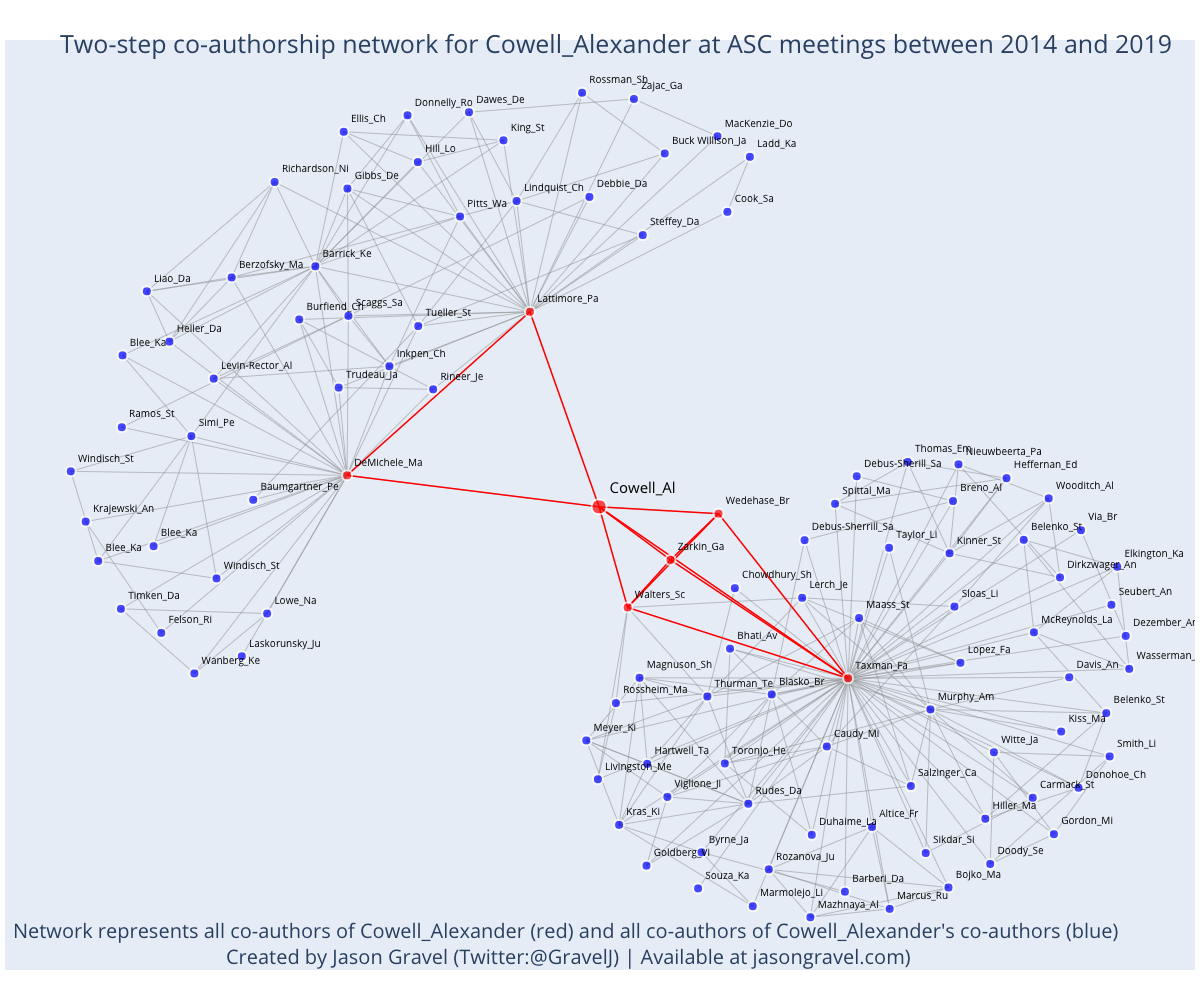 Two-step co-authorship network for Cowell_Alexander at ASC meetings between 2014 and 2019
Rossman_Sh
Zajac_Ga
Donnelly_Ro
Dawes_De
Ellis_Ch
King_St
MacKenzie_Do
Buck Willison_Ja
Ladd_Ka
Hill_Lo
Richardson_Ni
Gibbs_De
Lindquist_Ch
Debbie_Da
Pitts_Wa
Cook_Sa
Steffey_Da
Barrick_Ke
Berzofsky_Ma
Liao_Da
Lattimore_Pa
Burfiend_Ch
Scaggs_Sa
Tueller_St
Heller_Da
Blee_Ka
Inkpen_Ch
Levin-Rector_Al
Trudeau_Ja
Rineer_Je
Ramos_St
Simi_Pe
Windisch_St
DeMichele_Ma
Baumgartner_Pe
Cowell_Al
Wedehase_Br
Krajewski_An
Blee_Ka
Blee_Ka
Windisch_St
Zarkin_Ga
Walters_Sc
Timken_Da
Felson_Ri
Lowe_Na
Laskorunsky_Ju
Wanberg_Ke
Thomas_Em
Nieuwbeerta_Pa
Debus-Sherill_Sa
Heffernan_Ed
Spittal_Ma
Breno_Al
Wooditch_Al
Via_Br
Debus-Sherrill_Sa
Taylor_Li
Kinner_St
Belenko_St
Elkington_Ka
Dirkzwager_An
Chowdhury_Sh
Lerch_Je
Sloas_Li
Seubert_An
Maass_St
McReynolds_La
Dezember_An
Bhati_Av
Lopez_Fa
Wasserman_
Magnuson_Sh
Taxman_Fa
Davis_An
Rossheim_Ma
Thurman_Te
Blasko_Br
Murphy_Am
Belenko_St
Kiss_Ma
Meyer_Ki
Hartwell_Ta
Toronjo_He
Caudy_Mi
Witte_Ja
Smith_Li
Livingston_Me
Viglione_Ji
Rudes_Da
Salzinger_Ca
Carmack_St
Donohoe_Ch
Kras_Ki
Duhaime_La
Altice_Fr
Hiller_Ma
Gordon_Mi
Byrne_Ja
Goldberg_Vi
Sikdar_Si
Doody_Se
Souza_Ka
Rozanova_Ju
Barberi_Da
Bojko_Ma
Marmolejo_Li
Mazhnaya_Al
Marcus_Ru
Network represents all co-authors of Cowell_Alexander (red) and all co-authors of Cowell_Alexander's co-authors (blue)
Created by Jason Gravel (Twitter:@GravelJ) | Available at jasongravel.com)